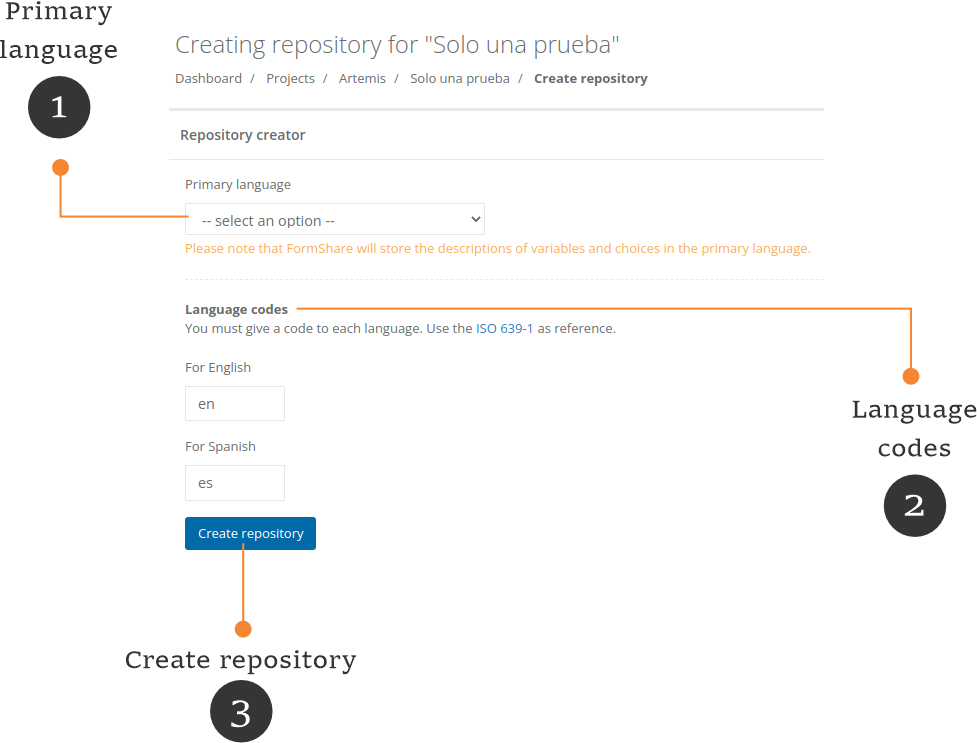 Primary
language
1
Creating repository for "Solo una prueba"
Dashboard / Projects / Artemis / Solo una prueba / Create repository
Repository creator
Primary language
-- select an option --
Please note that FormShare will store the descriptions of variables and choices in the primary language.
Language codes
You must give a code to each language. Use the ISO 639-1 as reference.
For English
en
For Spanish
es
Create repository
Language
codes
2
Create repository
3